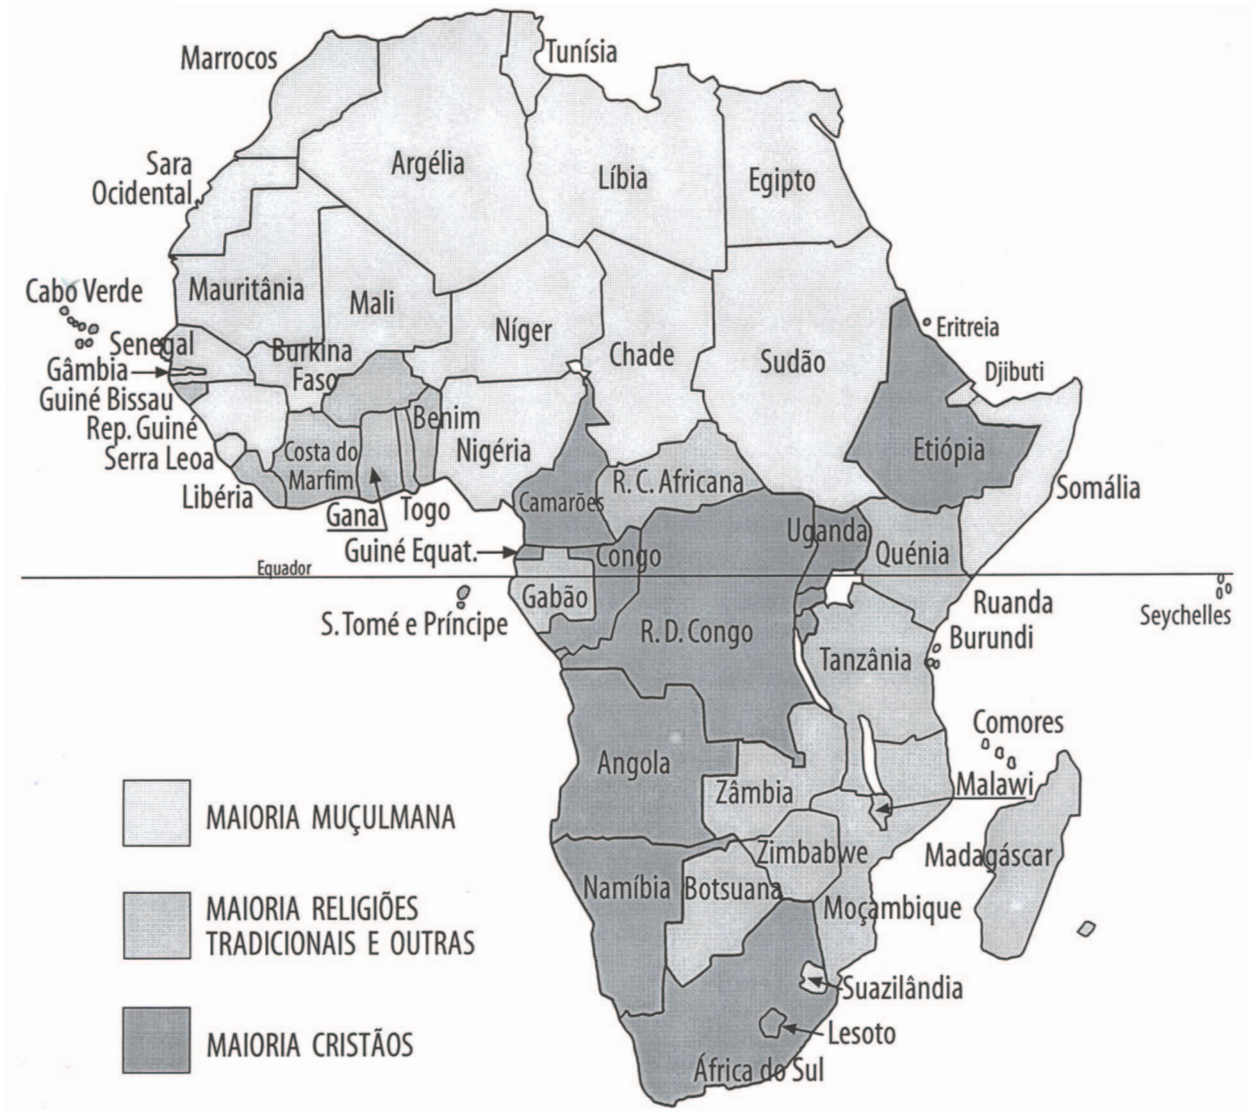 Marrocos
Tunísia
Sara
Ocidental
Argélia
Líbia
Egipto
Cabo Verde
Mauritânia
Mali
Níger
Chade
Sudão
Eritreia
Senegal
Gâmbia
Burkina
Faso
Djibuti
Guiné Bissau
Rep. Guiné
Serra Leoa
Libéria
Costa do
Marfim
Gana
Togo
Benim
Nigéria
Camarões
R. C. Africana
Etiópia
Somália
Guiné Equat.
Congo
Uganda
Quénia
Equador
Gabão
S. Tomé e Príncipe
R. D. Congo
Ruanda
Burundi
Seychelles
Tanzânia
Comores
Angola
Zâmbia
Malawi
Zimbabwe
Madagáscar
Namíbia
Botsuana
Moçambique
Suazilândia
Lesoto
África do Sul
MAIORIA MUÇULMANA
MAIORIA RELIGIÕES
TRADICIONAIS E OUTRAS
MAIORIA CRISTÃOS